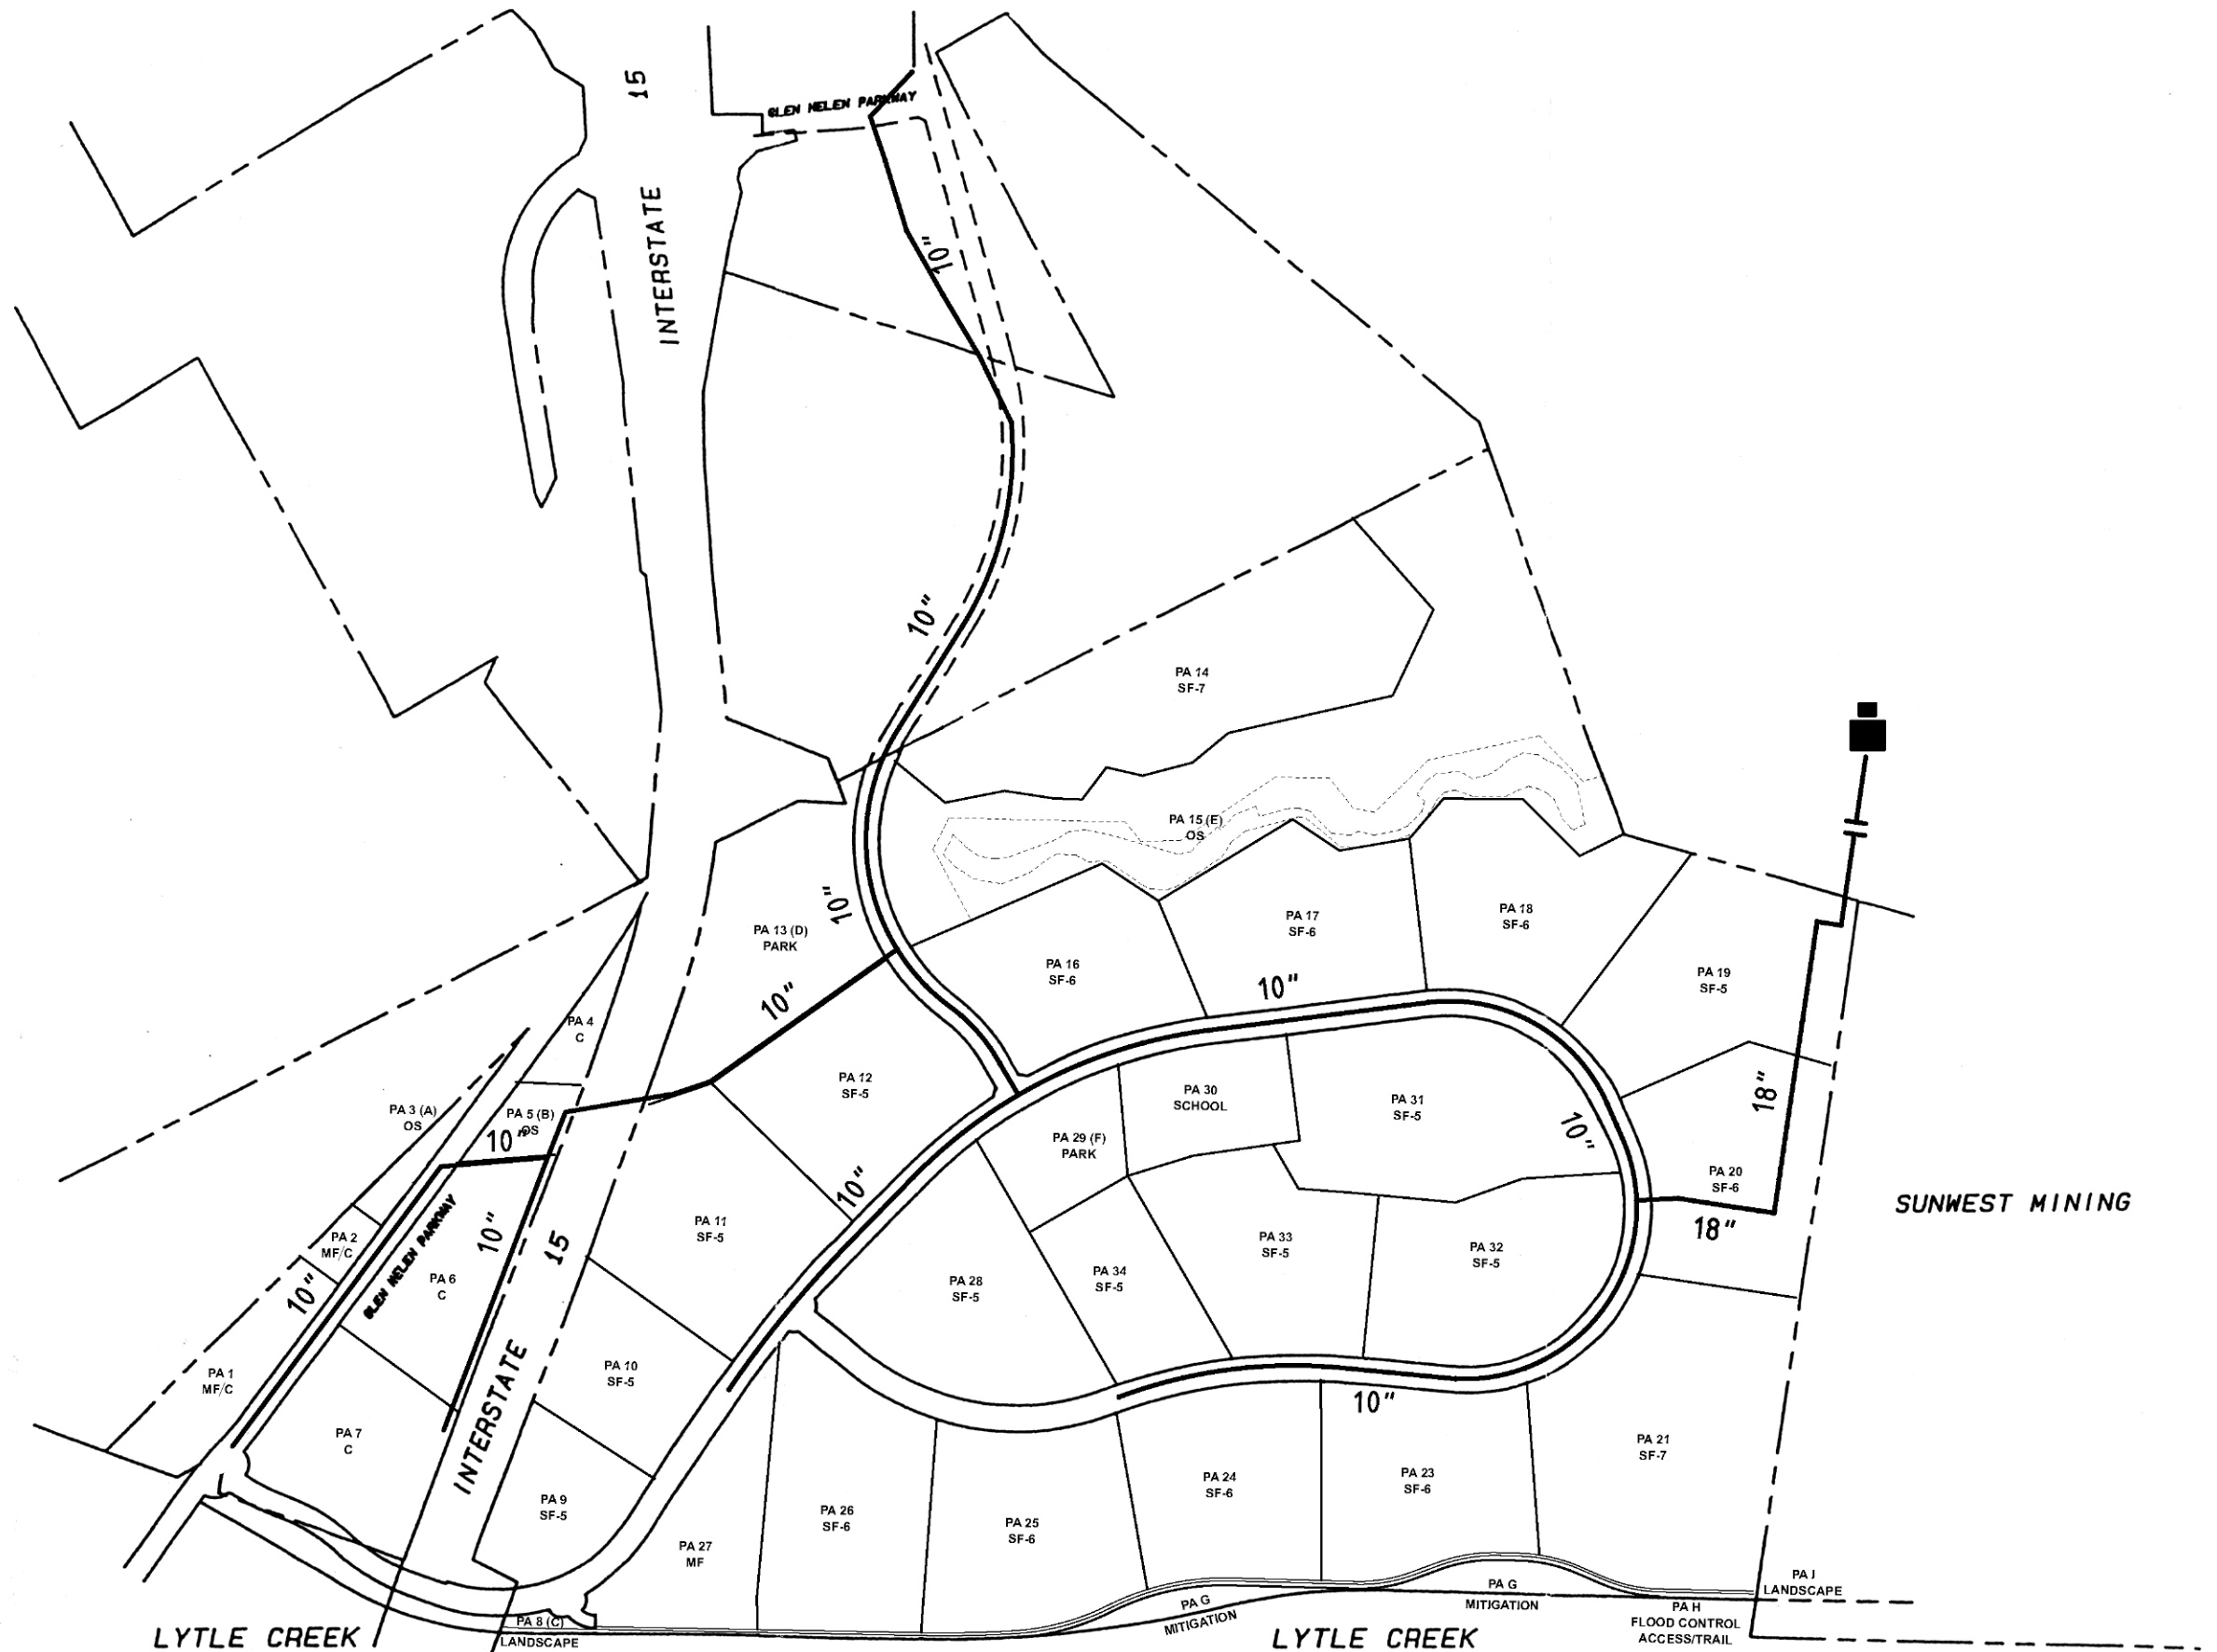 15
GLEN HELEN PARKWAY
INTERSTATE
10"
10"
PA 14
SF-7
PA 15 (E)
OS
10"
PA 13 (D)
PARK
PA 17
SF-6
PA 18
SF-6
PA 16
SF-6
PA 19
SF-5
10"
10"
PA 4
C
PA 12
SF-5
PA 30
SCHOOL
PA 31
SF-5
18"
PA 3 (A)
OS
PA 5 (B)
OS
10"
PA 29 (F)
PARK
10"
PA 20
SF-6
SUNWEST MINING
10"
18"
GLEN HELEN PARKWAY
10"
15
PA 11
SF-5
PA 2
MF/C
PA 33
SF-5
PA 32
SF-5
10"
PA 6
C
PA 28
SF-5
PA 34
SF-5
PA 1
MF/C
PA 10
SF-5
INTERSTATE
10"
PA 7
C
PA 21
SF-7
PA 9
SF-5
PA 24
SF-6
PA 23
SF-6
PA 26
SF-6
PA 25
SF-6
PA 27
MF
PA J
LANDSCAPE
PA G
MITIGATION
PA G
MITIGATION
PA H
FLOOD CONTROL
ACCESS/TRAIL
PA 8 (C)
LANDSCAPE
LYTLE CREEK
LYTLE CREEK